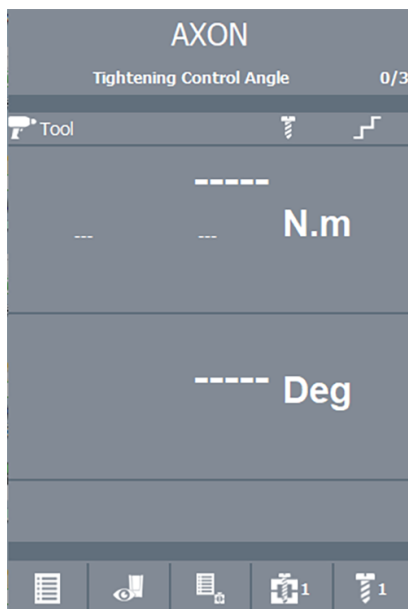 AXON
Tightening Control Angle 0/3
Tool
-----
--- --- N.m
----- Deg
1 1